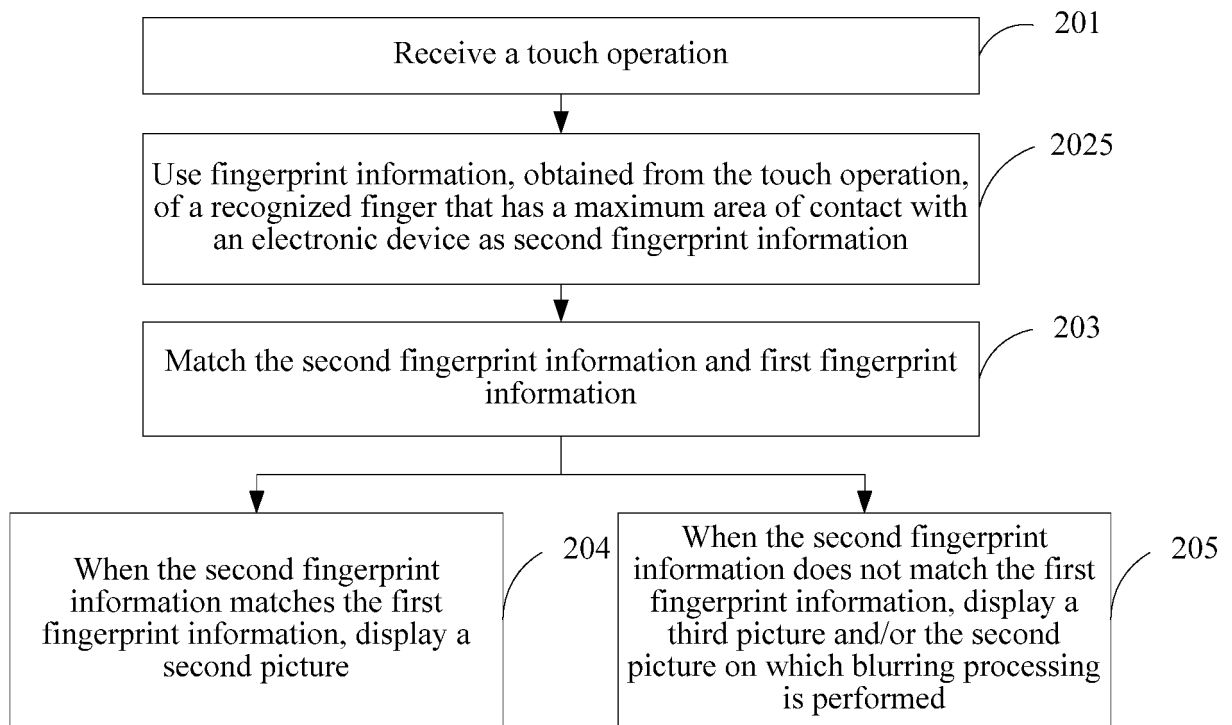 201
Receive a touch operation
2025
Use fingerprint information, obtained from the touch operation,
of a recognized finger that has a maximum area of contact with
an electronic device as second fingerprint information
203
Match the second fingerprint information and first fingerprint
information
204
When the second fingerprint
information matches the first
fingerprint information, display a
second picture
205
When the second fingerprint
information does not match the first
fingerprint information, display a
third picture and/or the second
picture on which blurring processing
is performed